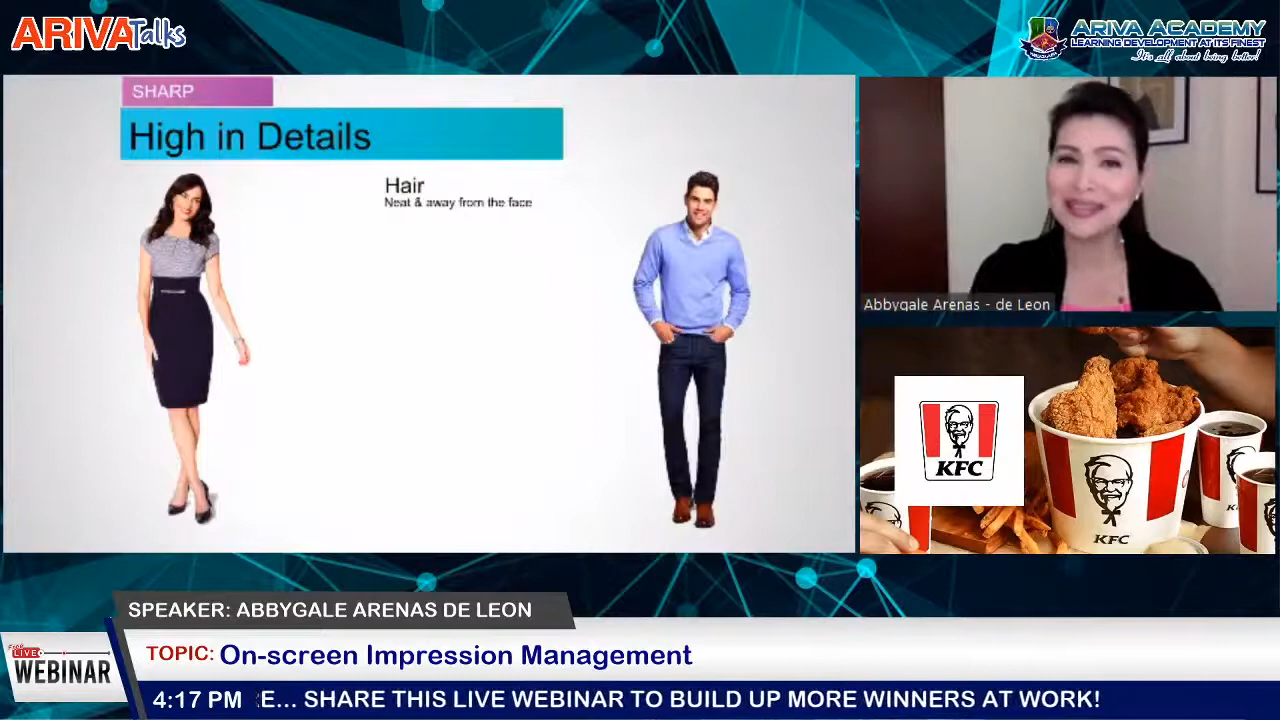 ARIVATalks
ARIVA ACADEMY
LEARNING DEVELOPMENT AT ITS FINEST
It's all about being better!
SHARP
High in Details
Hair
Neat & away from the face
Abbygale Arenas - de Leon
KFC
KFC
SPEAKER: ABBYGALE ARENAS DE LEON
TOPIC: On-screen Impression Management
Free LIVE
WEBINAR
4:17 PM E... SHARE THIS LIVE WEBINAR TO BUILD UP MORE WINNERS AT WORK!